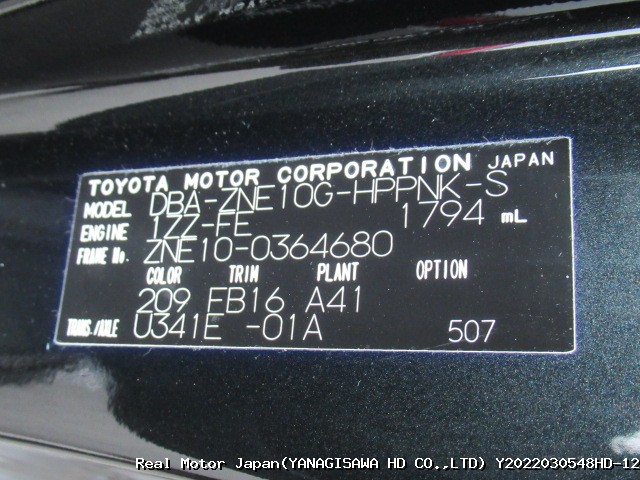 TOYOTA MOTOR CORPORATION JAPAN
MODEL DBA-ZNE10G-HPPNK-S
ENGINE 1ZZ-FE 1794 mL
FRAME No. ZNE10-0364680
COLOR TRIM PLANT OPTION
209 FB16 A41
TRANS./AXLE U341E -01A 507
Real Motor Japan(YANAGISAWA HD CO.,LTD) Y2022030548HD-12